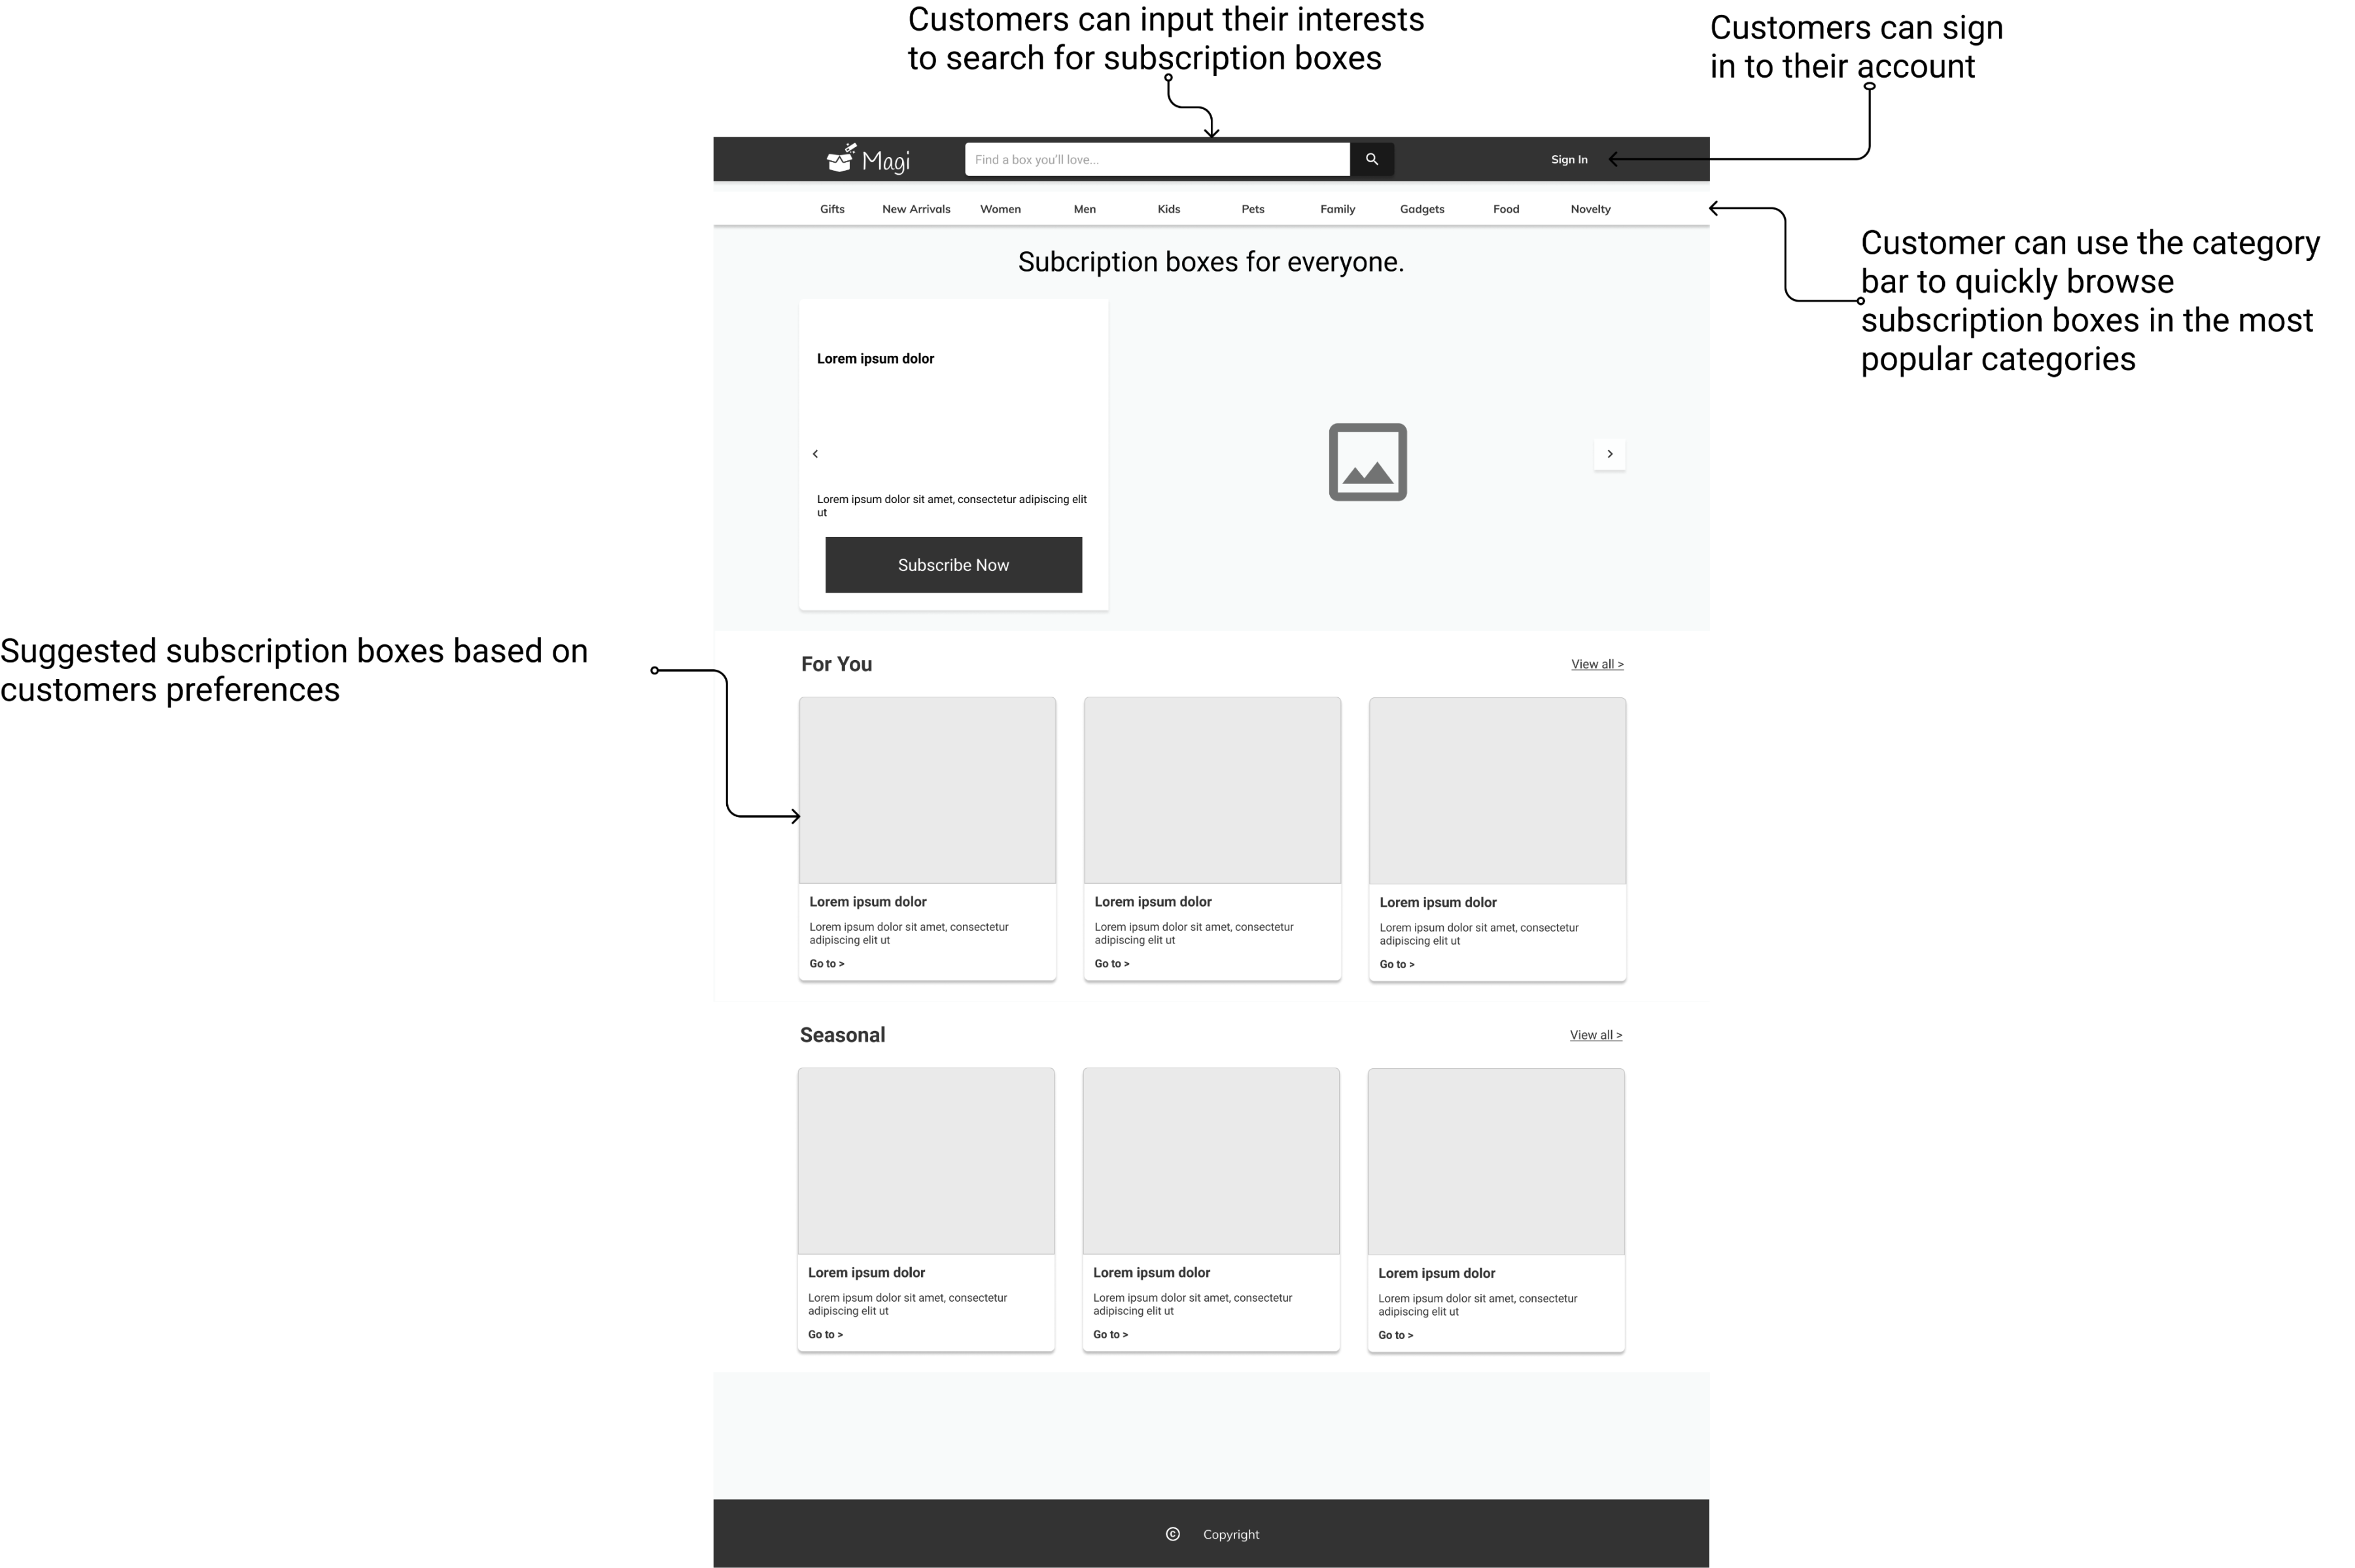 Customers can input their interests
to search for subscription boxes
Customers can sign
in to their account
Magi
Find a box you'll love...
Sign In
Gifts New Arrivals Women Men Kids Pets Family Gadgets Food Novelty
Customer can use the category
bar to quickly browse
subscription boxes in the most
popular categories
Subcription boxes for everyone.
Lorem ipsum dolor
Lorem ipsum dolor sit amet, consectetur adipiscing elit
ut
Subscribe Now
Suggested subscription boxes based on
customers preferences
For You
View all >
Lorem ipsum dolor
Lorem ipsum dolor sit amet, consectetur
adipiscing elit ut
Go to >
Lorem ipsum dolor
Lorem ipsum dolor sit amet, consectetur
adipiscing elit ut
Go to >
Lorem ipsum dolor
Lorem ipsum dolor sit amet, consectetur
adipiscing elit ut
Go to >
Seasonal
View all >
Lorem ipsum dolor
Lorem ipsum dolor sit amet, consectetur
adipiscing elit ut
Go to >
Lorem ipsum dolor
Lorem ipsum dolor sit amet, consectetur
adipiscing elit ut
Go to >
Lorem ipsum dolor
Lorem ipsum dolor sit amet, consectetur
adipiscing elit ut
Go to >
© Copyright